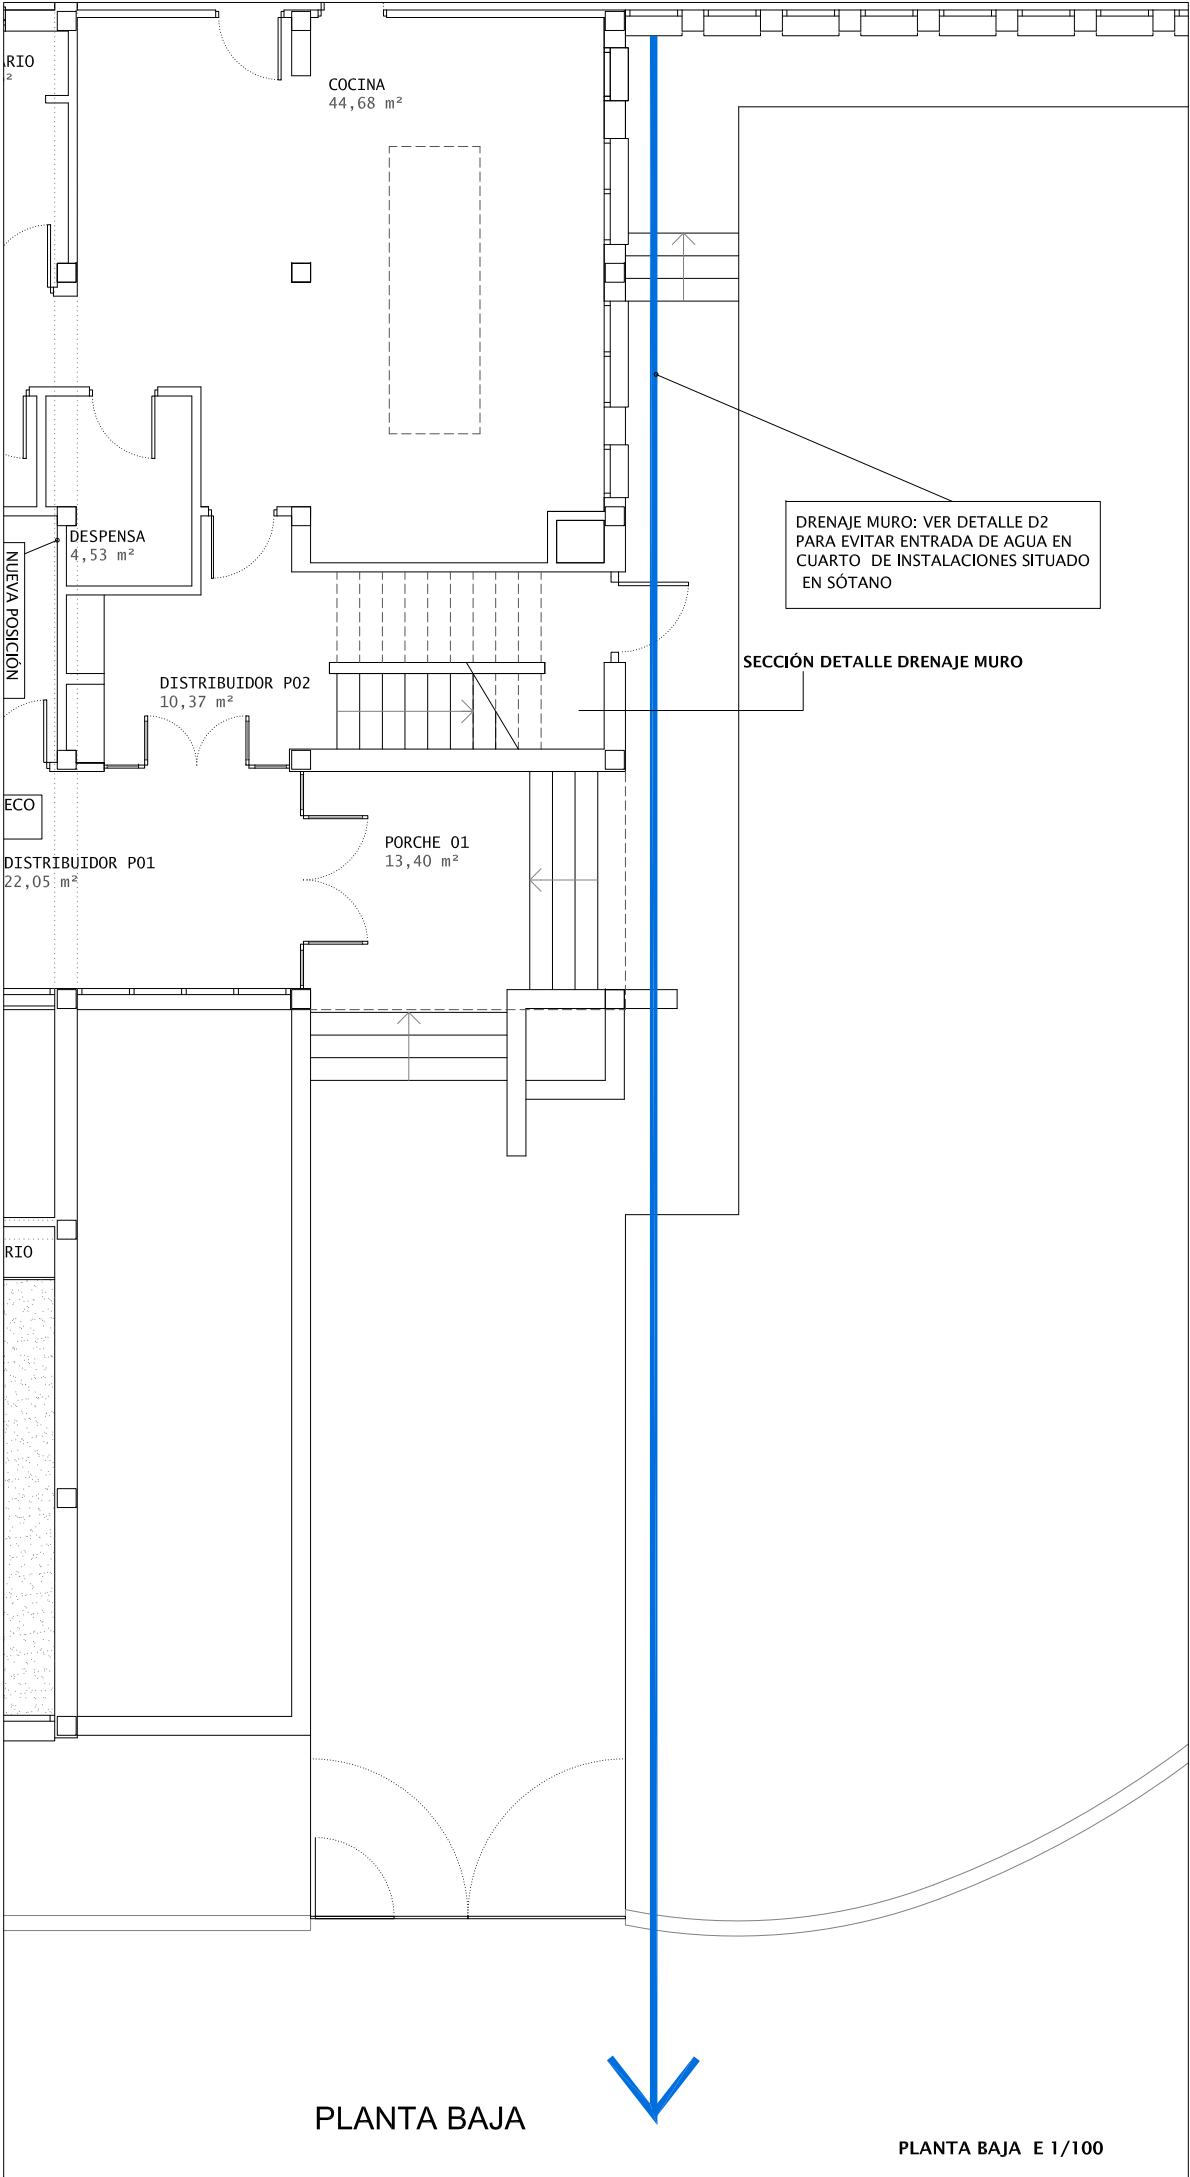 ARIO
²
COCINA
44,68 m²
DRENAJE MURO: VER DETALLE D2
PARA EVITAR ENTRADA DE AGUA EN
CUARTO  DE INSTALACIONES SITUADO
EN SÓTANO
DESPENSA
4,53 m²
NUEVA POSICIÓN
SECCIÓN DETALLE DRENAJE MURO
DISTRIBUIDOR P02
10,37 m²
ECO
PORCHE 01
13,40 m²
DISTRIBUIDOR P01
22,05 m²
RIO
PLANTA BAJA
PLANTA BAJA  E 1/100